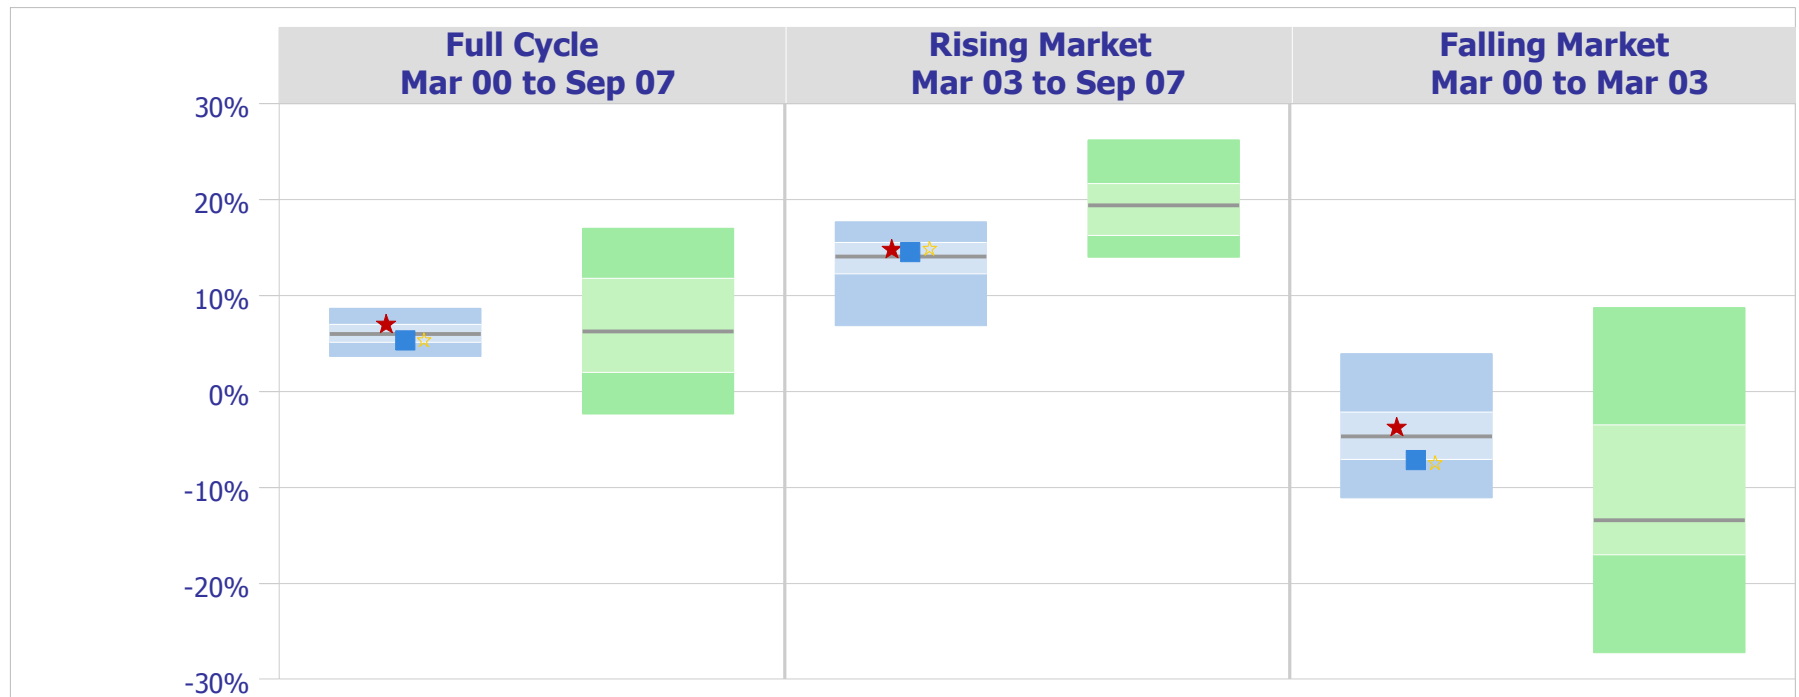 Full Cycle
Mar 00 to Sep 07
Rising Market
Mar 03 to Sep 07
Falling Market
Mar 00 to Mar 03
30%
20%
10%
0%
-10%
-20%
-30%